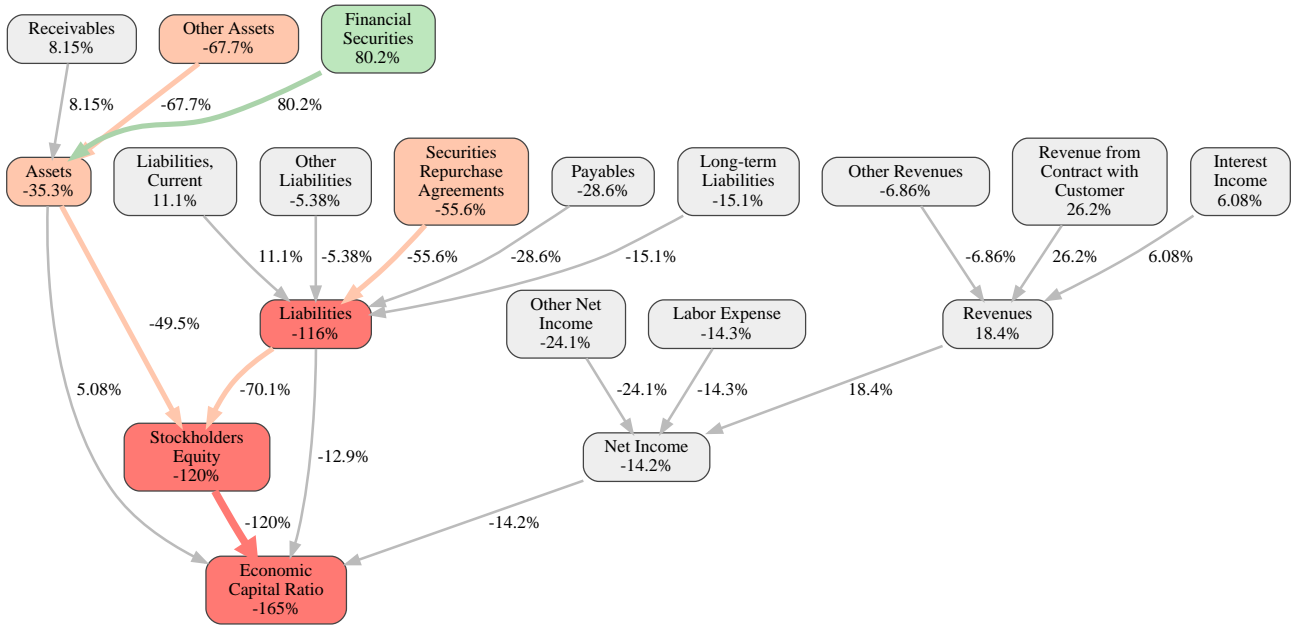 Receivables
8.15%
Other Assets
-67.7%
Financial
Securities
80.2%
8.15%
-67.7%
80.2%
Assets
-35.3%
Liabilities,
Current
11.1%
Other
Liabilities
-5.38%
Securities
Repurchase
Agreements
-55.6%
Payables
-28.6%
Long-term
Liabilities
-15.1%
Other Revenues
-6.86%
Revenue from
Contract with
Customer
26.2%
Interest
Income
6.08%
11.1%
-5.38%
-55.6%
-28.6%
-15.1%
-6.86%
26.2%
6.08%
Liabilities
-116%
Other Net
Income
-24.1%
Labor Expense
-14.3%
Revenues
18.4%
-49.5%
5.08%
-70.1%
-24.1%
-14.3%
18.4%
Stockholders
Equity
-120%
-12.9%
Net Income
-14.2%
-120%
-14.2%
Economic
Capital Ratio
-165%